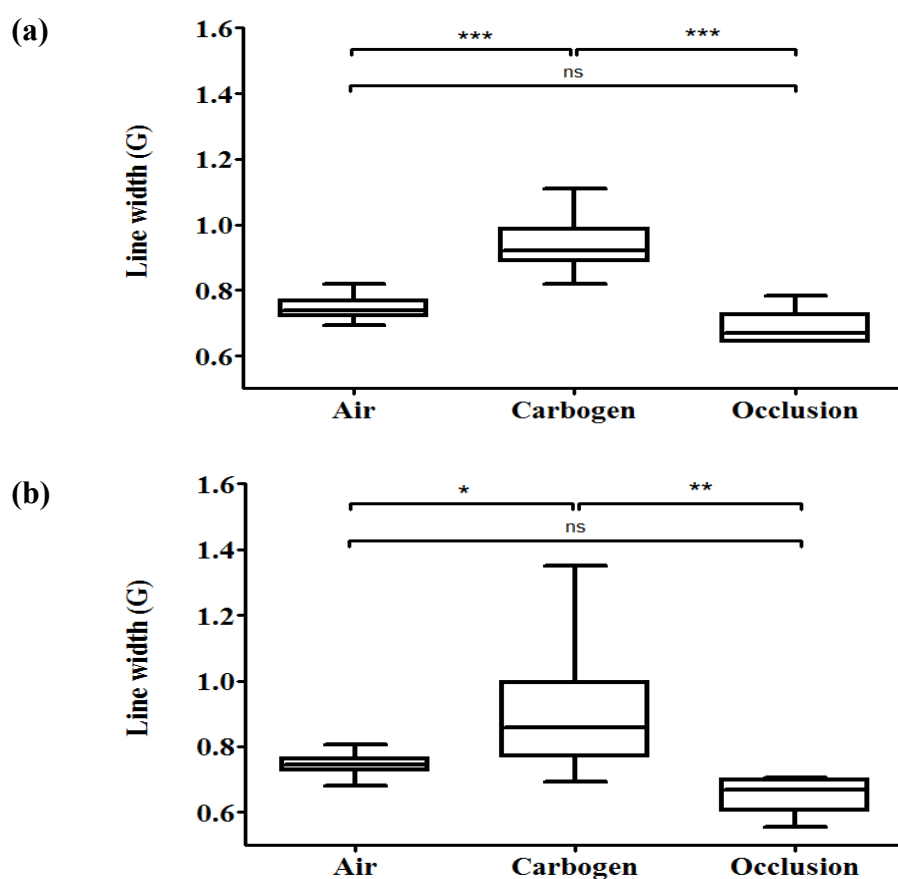 (a)
Line width (G)
1.6
1.4
1.2
1.0
0.8
0.6
*** ***
ns
Air Carbogen Occlusion
(b)
Line width (G)
1.6
1.4
1.2
1.0
0.8
0.6
* **
ns
Air Carbogen Occlusion